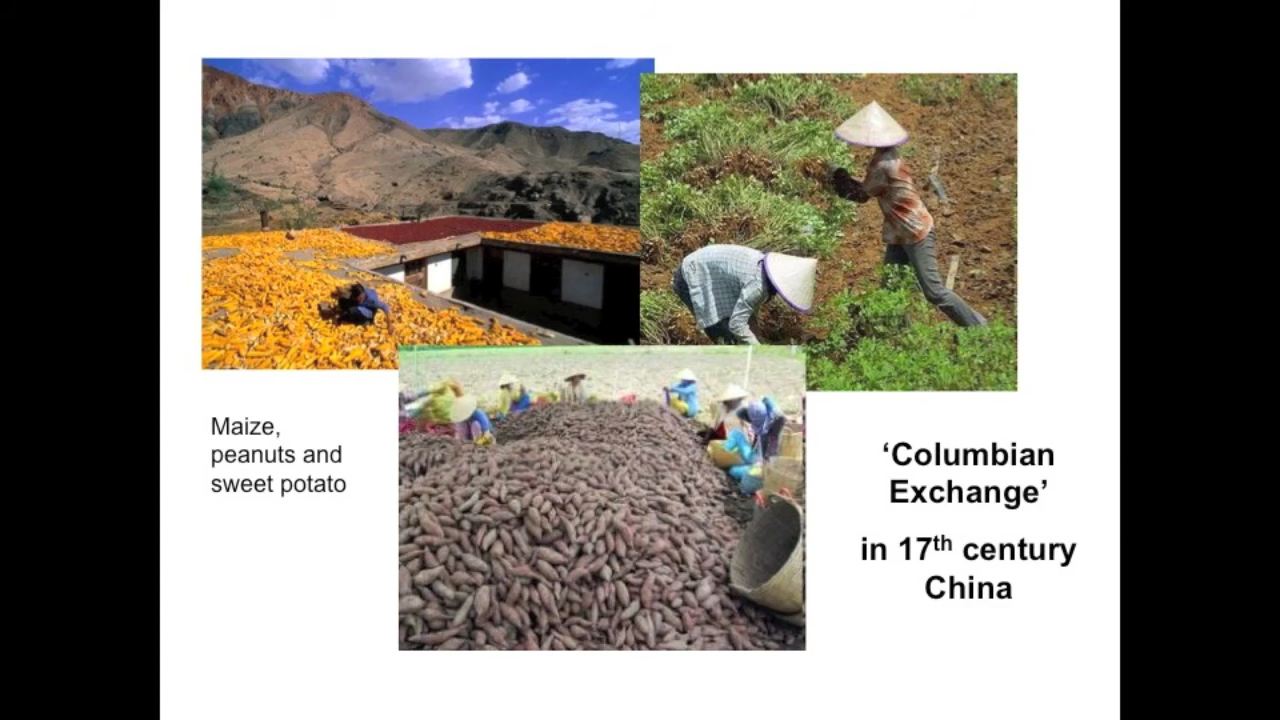 Maize,
peanuts and
sweet potato
‘Columbian
Exchange’
in 17th century
China